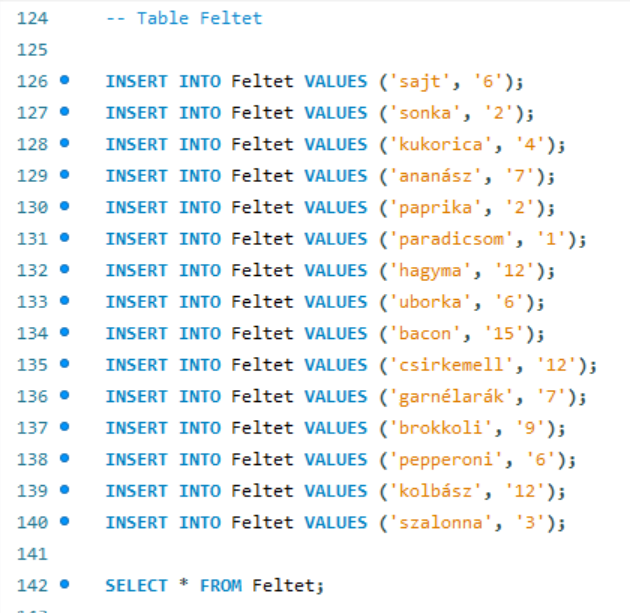 124 -- Table Feltet
125
126 INSERT INTO Feltet VALUES ('sajt', '6');
127 INSERT INTO Feltet VALUES ('sonka', '2');
128 INSERT INTO Feltet VALUES ('kukorica', '4');
129 INSERT INTO Feltet VALUES ('ananász', '7');
130 INSERT INTO Feltet VALUES ('paprika', '2');
131 INSERT INTO Feltet VALUES ('paradicsom', '1');
132 INSERT INTO Feltet VALUES ('hagyma', '12');
133 INSERT INTO Feltet VALUES ('uborka', '6');
134 INSERT INTO Feltet VALUES ('bacon', '15');
135 INSERT INTO Feltet VALUES ('csirkemell', '12');
136 INSERT INTO Feltet VALUES ('garnélarák', '7');
137 INSERT INTO Feltet VALUES ('brokkoli', '9');
138 INSERT INTO Feltet VALUES ('pepperoni', '6');
139 INSERT INTO Feltet VALUES ('kolbász', '12');
140 INSERT INTO Feltet VALUES ('szalonna', '3');
141
142 SELECT * FROM Feltet;